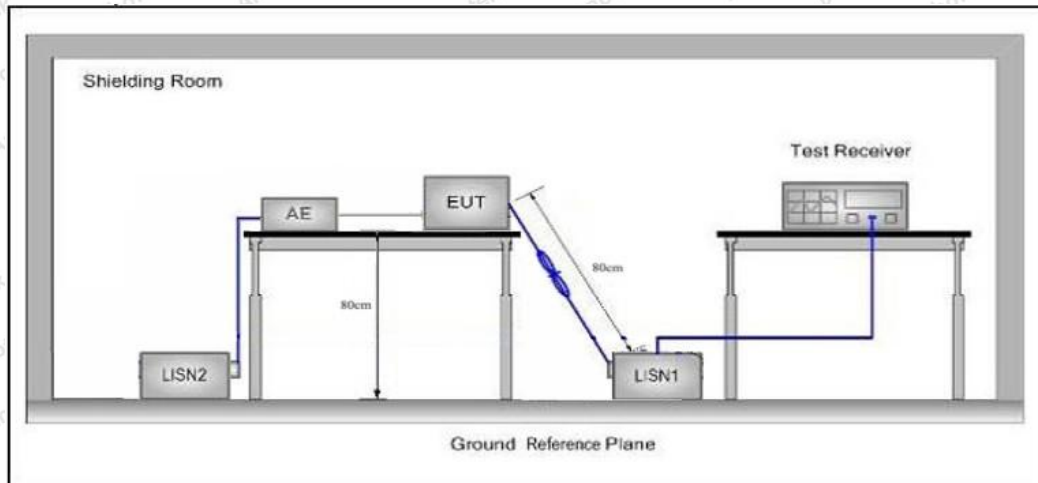 Shielding Room
Test Receiver
AE
EUT
80cm
80cm
LISN2
LISN1
Ground Reference Plane